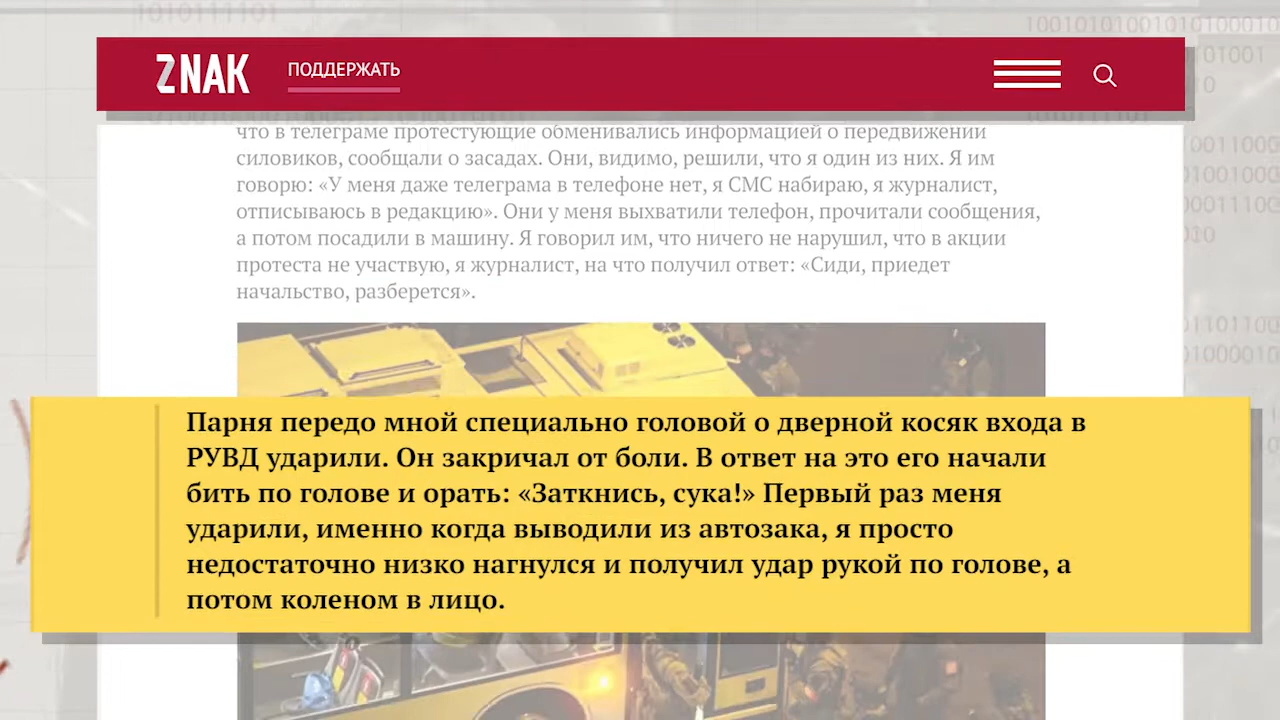 ZNAK
ПОДДЕРЖАТЬ
что в телеграме протестующие обменивались информацией о передвижении
силовиков, сообщали о засадах. Они, видимо, решили, что я один из них. Я им
говорю: «У меня даже телеграма в телефоне нет, я СМС набираю, я журналист,
отписываюсь в редакцию». Они у меня выхватили телефон, прочитали сообщения,
а потом посадили в машину. Я говорил им, что ничего не нарушил, что в акции
протеста не участвую, я журналист, на что получил ответ: «Сиди, приедет
начальство, разберется».
Парня передо мной специально головой о дверной косяк входа в
РУВД ударили. Он закричал от боли. В ответ на это его начали
бить по голове и орать: «Заткнись, сука!» Первый раз меня
ударили, именно когда выводили из автозака, я просто
недостаточно низко нагнулся и получил удар рукой по голове, а
потом коленом в лицо.